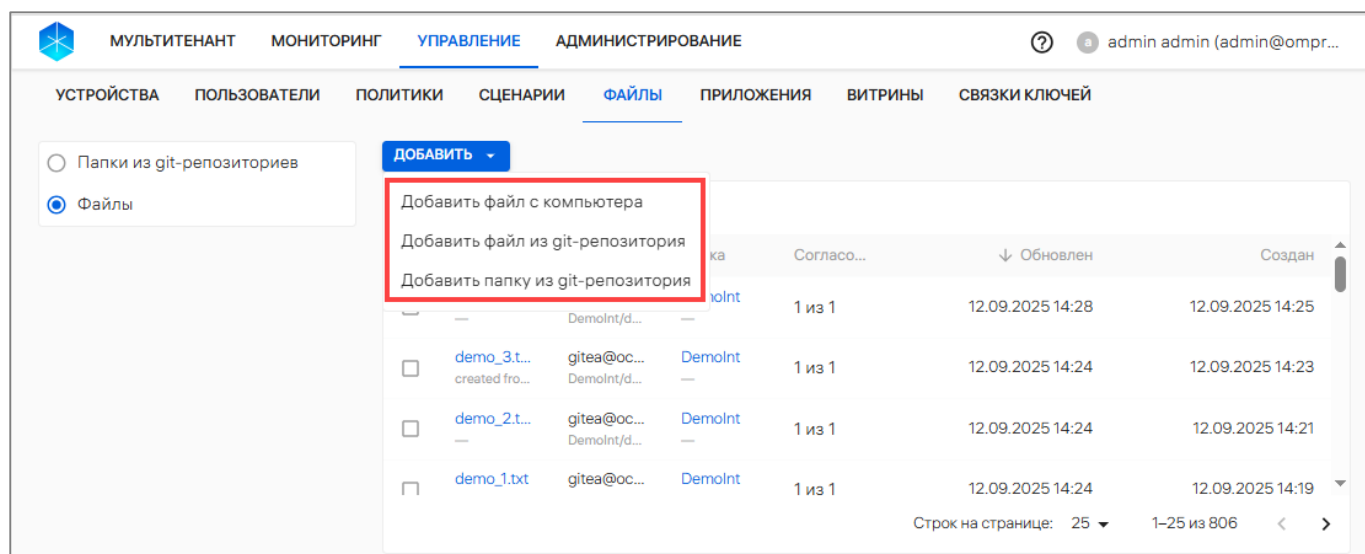 МУЛЬТИТЕНАНТ МОНИТОРИНГ УПРАВЛЕНИЕ АДМИНИСТРИРОВАНИЕ ? a admin admin (admin@ompr...
УСТРОЙСТВА ПОЛЬЗОВАТЕЛИ ПОЛИТИКИ СЦЕНАРИИ ФАЙЛЫ ПРИЛОЖЕНИЯ ВИТРИНЫ СВЯЗКИ КЛЮЧЕЙ
Папки из git-репозиториев
Файлы
ДОБАВИТЬ
Добавить файл с компьютера
Добавить файл из git-репозитория
Добавить папку из git-репозитория
Согласо... Обновлен Создан
1 из 1 12.09.2025 14:28 12.09.2025 14:25
— DemoInt/d... —
demo_3.t... gitea@oc... DemoInt 1 из 1 12.09.2025 14:24 12.09.2025 14:23
created fro... DemoInt/d... —
demo_2.t... gitea@oc... DemoInt 1 из 1 12.09.2025 14:24 12.09.2025 14:21
— DemoInt/d... —
demo_1.txt gitea@oc... DemoInt 1 из 1 12.09.2025 14:24 12.09.2025 14:19
Строк на странице: 25 1–25 из 806